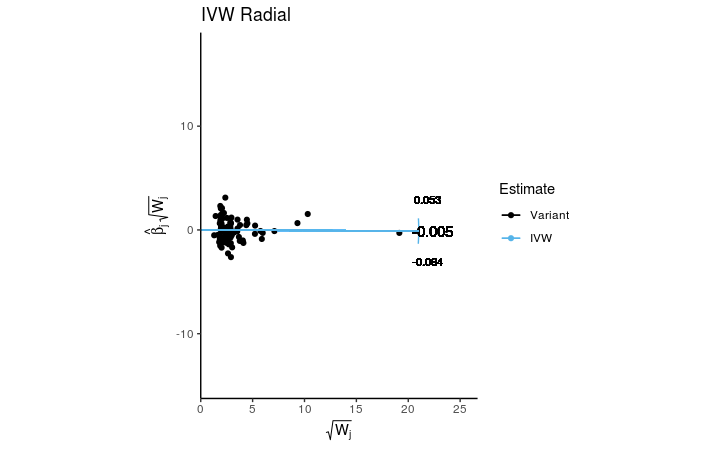 IVW Radial
β̂ⱼ√Wⱼ
10
0
-10
0.053
-0.005
-0.064
0
5
10
15
20
25
√Wⱼ
Estimate
Variant
IVW